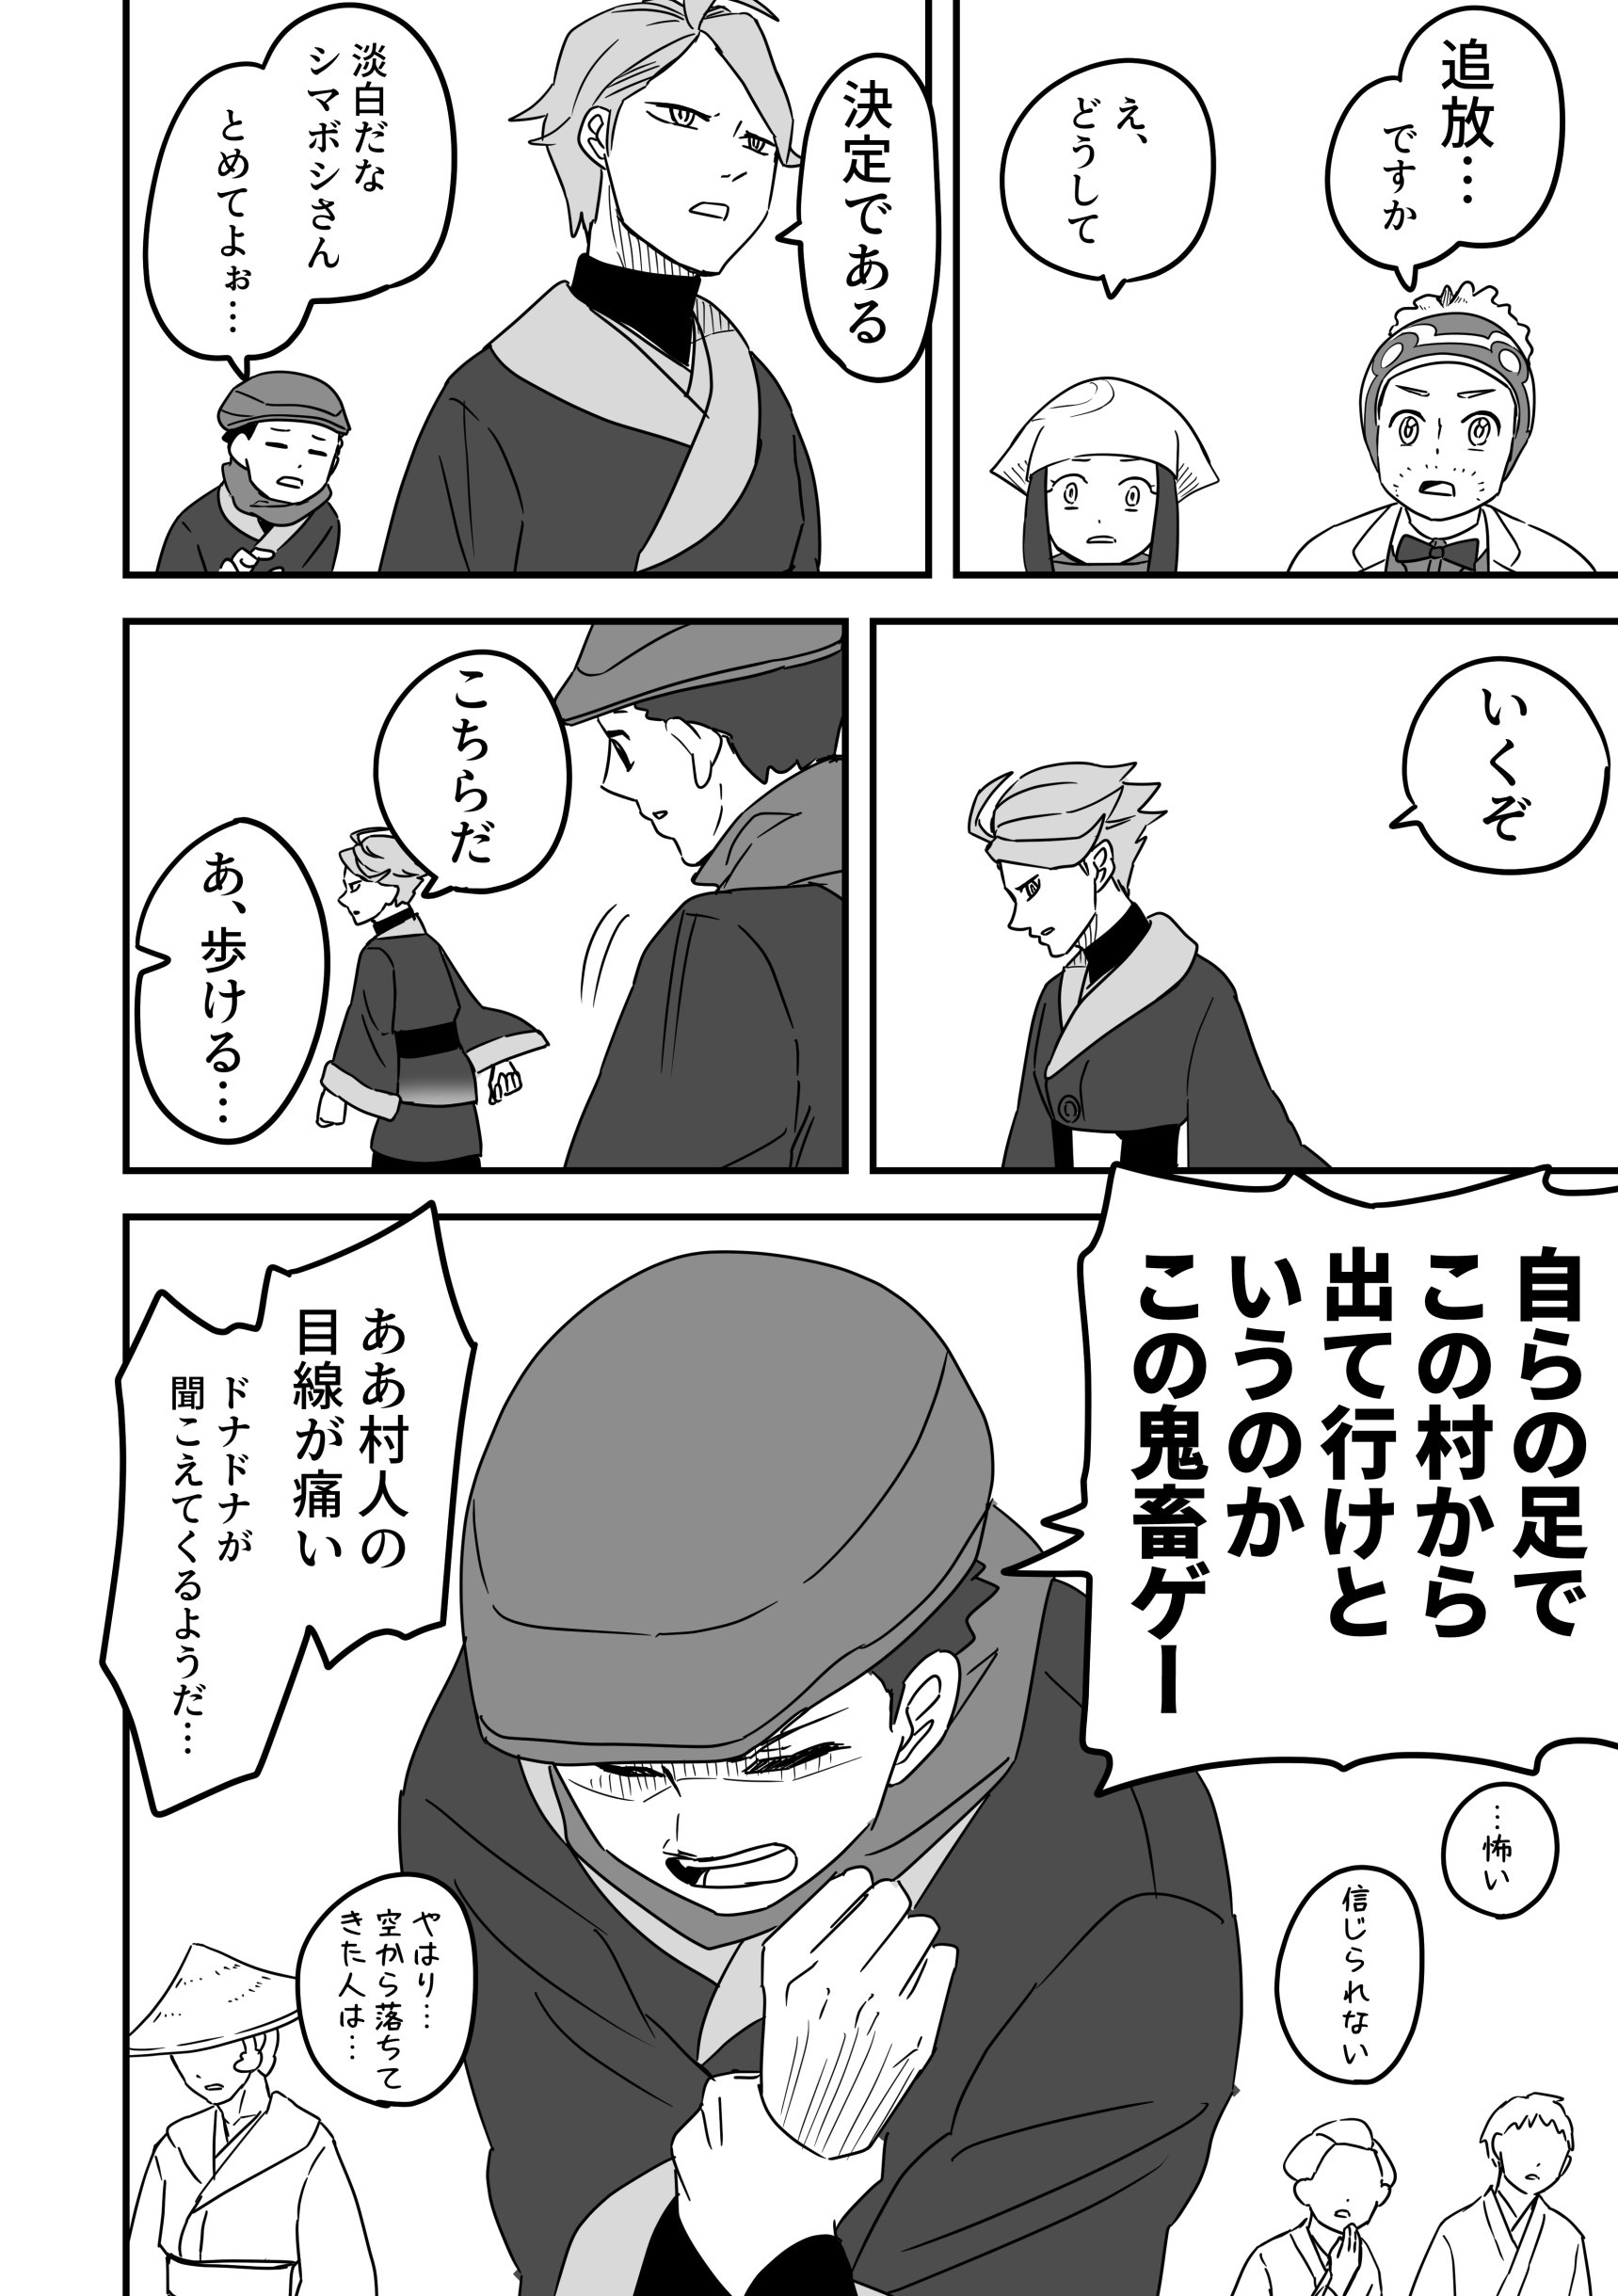 追放…
ですか
え、
どうして
決定である
淡白だな
シマボシさん
とめてよぉ…
いくぞ
こちらだ
あ、歩ける…
自らの足で
この村から
出て行けと
いうのか
この鬼畜ゲー
ああ村人の
目線が痛い
ドナドナが
聞こえてくるようだ…
…怖い
信じられない
やはり…
空から落ちて
きた人は…